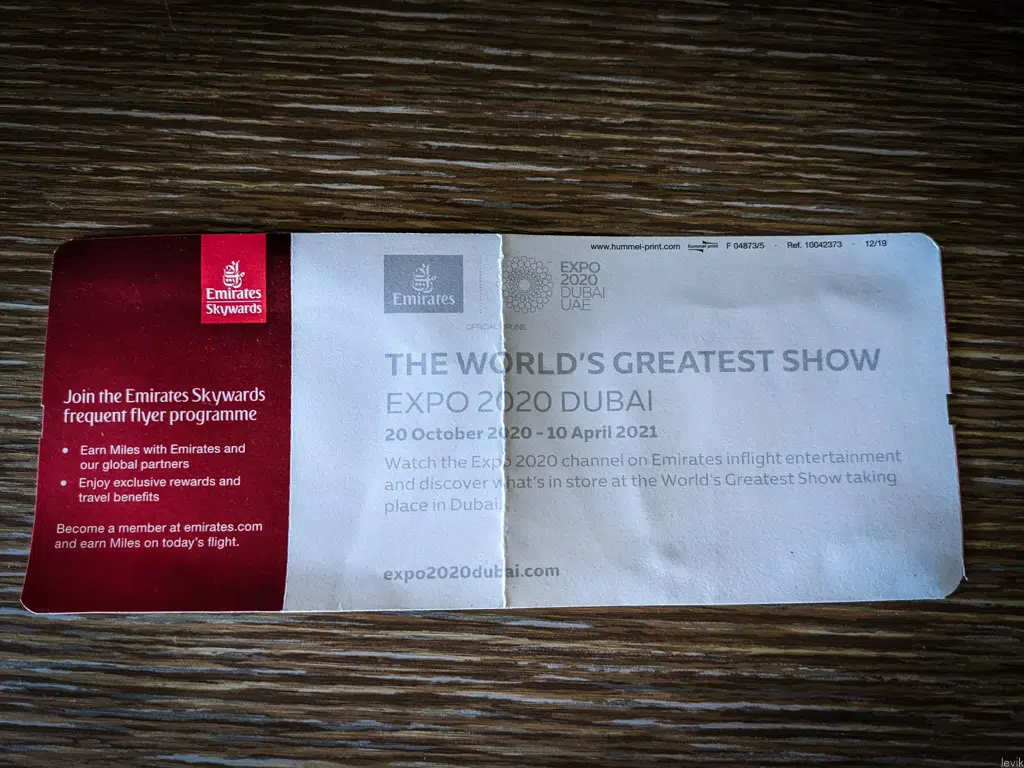 Emirates
Skywards
Join the Emirates Skywards
frequent flyer programme
• Earn Miles with Emirates and
our global partners
• Enjoy exclusive rewards and
travel benefits
Become a member at emirates.com
and earn Miles on today's flight.
www.hummel-print.com hummel print F 04873/5 · Ref. 10042373 · 12/19
Emirates
EXPO
2020
DUBAI
UAE
THE WORLD'S GREATEST SHOW
EXPO 2020 DUBAI
20 October 2020 - 10 April 2021
Watch the Expo 2020 channel on Emirates inflight entertainment
and discover what's in store at the World's Greatest Show taking
place in Dubai.
expo2020dubai.com
levik